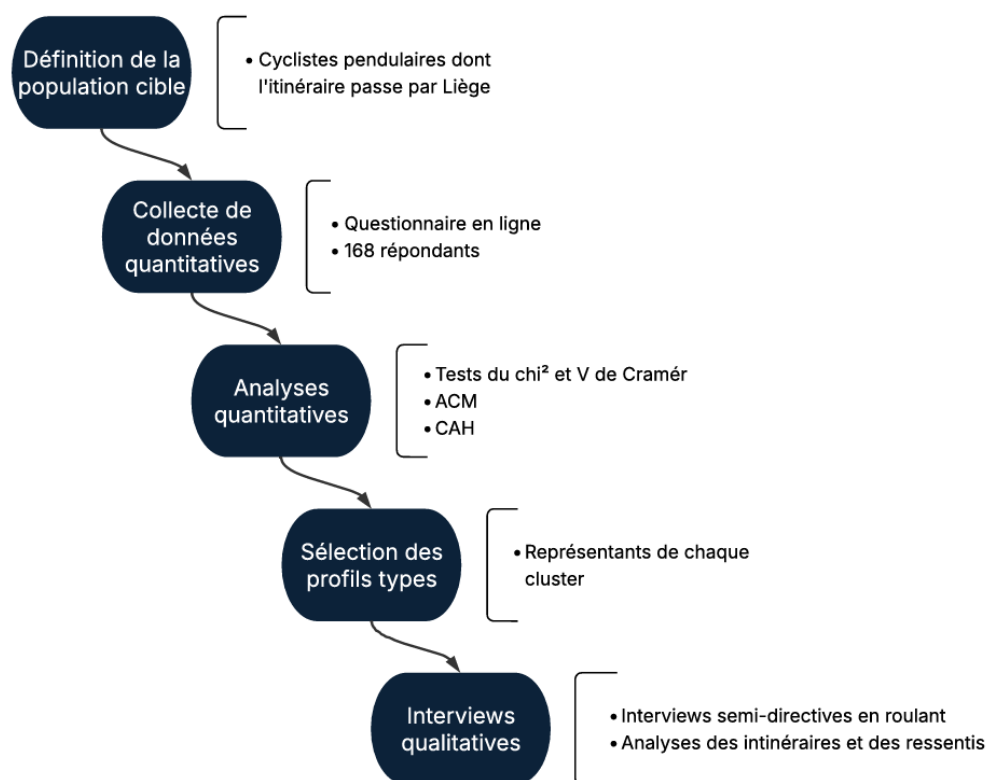 Définition de la
population cible
• Cyclistes pendulaires dont
l'itinéraire passe par Liège
Collecte de
données
quantitatives
• Questionnaire en ligne
• 168 répondants
Analyses
quantitatives
• Tests du chi² et V de Cramér
• ACM
• CAH
Sélection des
profils types
• Représentants de chaque
cluster
Interviews
qualitatives
• Interviews semi-directives en roulant
• Analyses des intinéraires et des ressentis